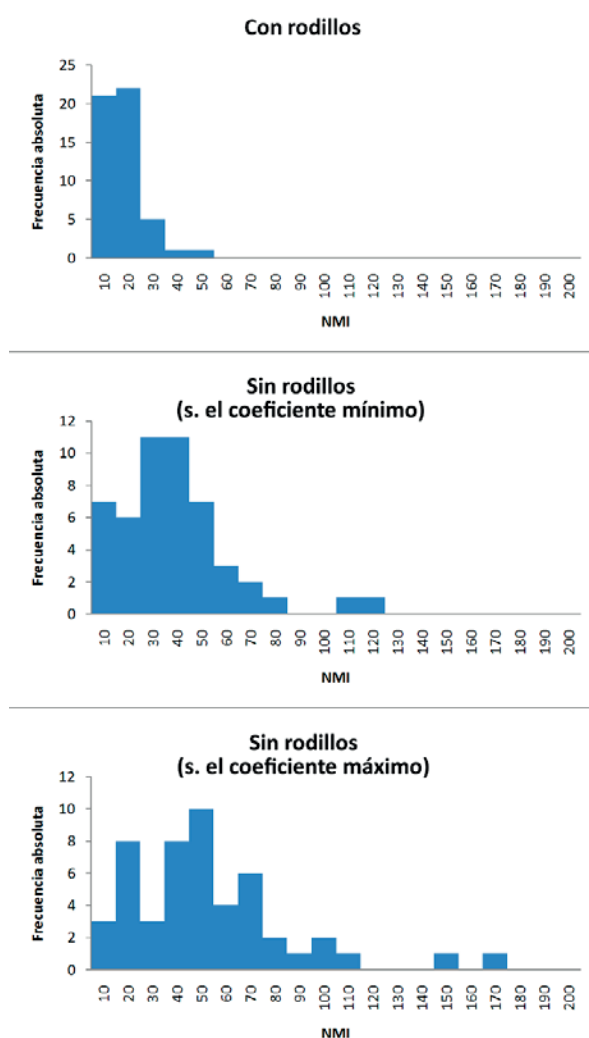 Con rodillos
25
20
15
10
5
0
Frecuencia absoluta
10 20 30 40 50 60 70 80 90 100 110 120 130 140 150 160 170 180 190 200
NMI
Sin rodillos
(s. el coeficiente mínimo)
12
10
8
6
4
2
0
Frecuencia absoluta
10 20 30 40 50 60 70 80 90 100 110 120 130 140 150 160 170 180 190 200
NMI
Sin rodillos
(s. el coeficiente máximo)
12
10
8
6
4
2
0
Frecuencia absoluta
10 20 30 40 50 60 70 80 90 100 110 120 130 140 150 160 170 180 190 200
NMI